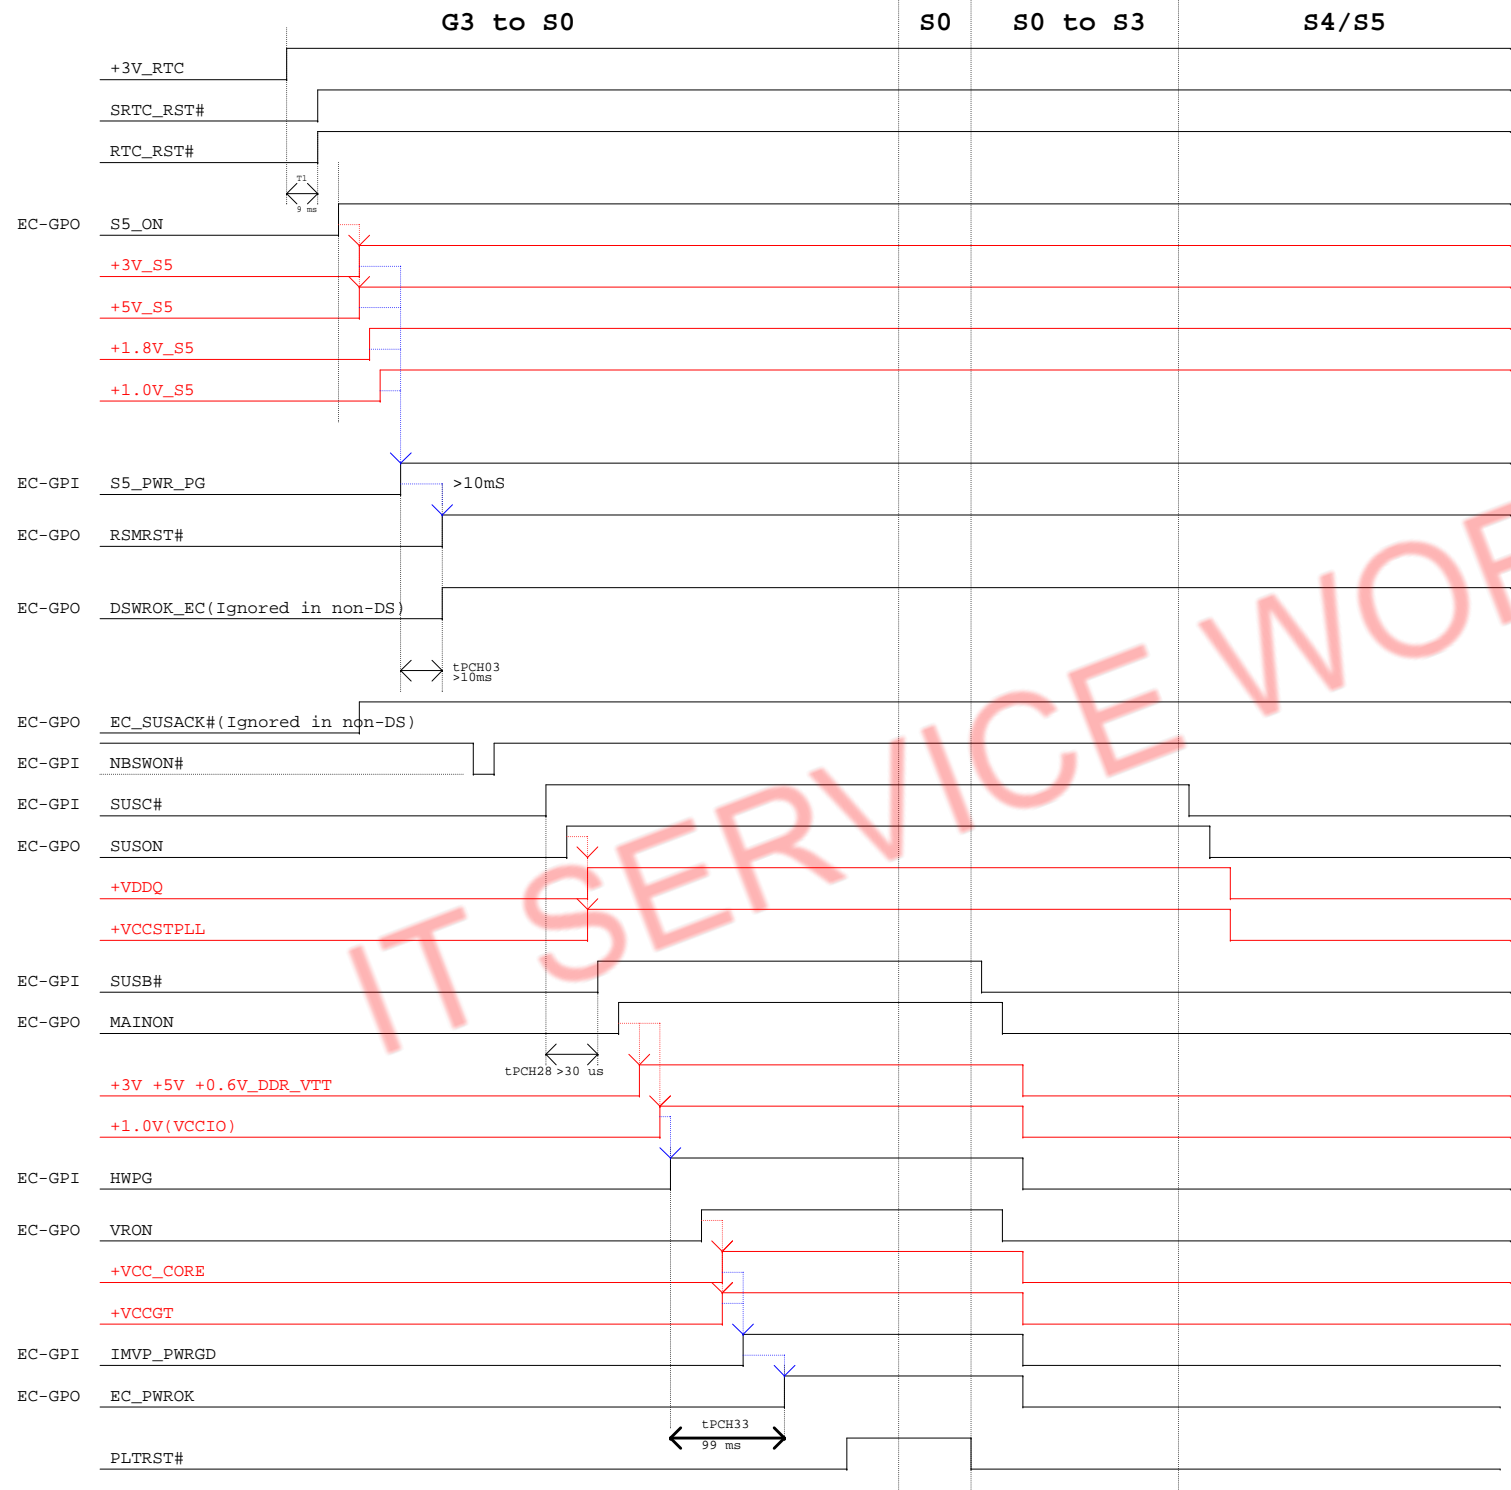 G3 to S0 S0 S0 to S3 S4/S5
+3V_RTC
SRTC_RST#
RTC_RST#
T1
9 ms
EC-GPO S5_ON
+3V_S5
+5V_S5
+1.8V_S5
+1.0V_S5
EC-GPI S5_PWR_PG >10mS
EC-GPO RSMRST#
EC-GPO DSWROK_EC(Ignored in non-DS)
tPCH03
>10ms
EC-GPO EC_SUSACK#(Ignored in non-DS)
EC-GPI NBSWON#
EC-GPI SUSC#
EC-GPO SUSON
+VDDQ
+VCCSTPLL
EC-GPI SUSB#
EC-GPO MAINON
tPCH28 >30 us
+3V +5V +0.6V_DDR_VTT
+1.0V(VCCIO)
EC-GPI HWPG
EC-GPO VRON
+VCC_CORE
+VCCGT
EC-GPI IMVP_PWRGD
EC-GPO EC_PWROK
tPCH33
99 ms
PLTRST#
IT SERVICE WOR